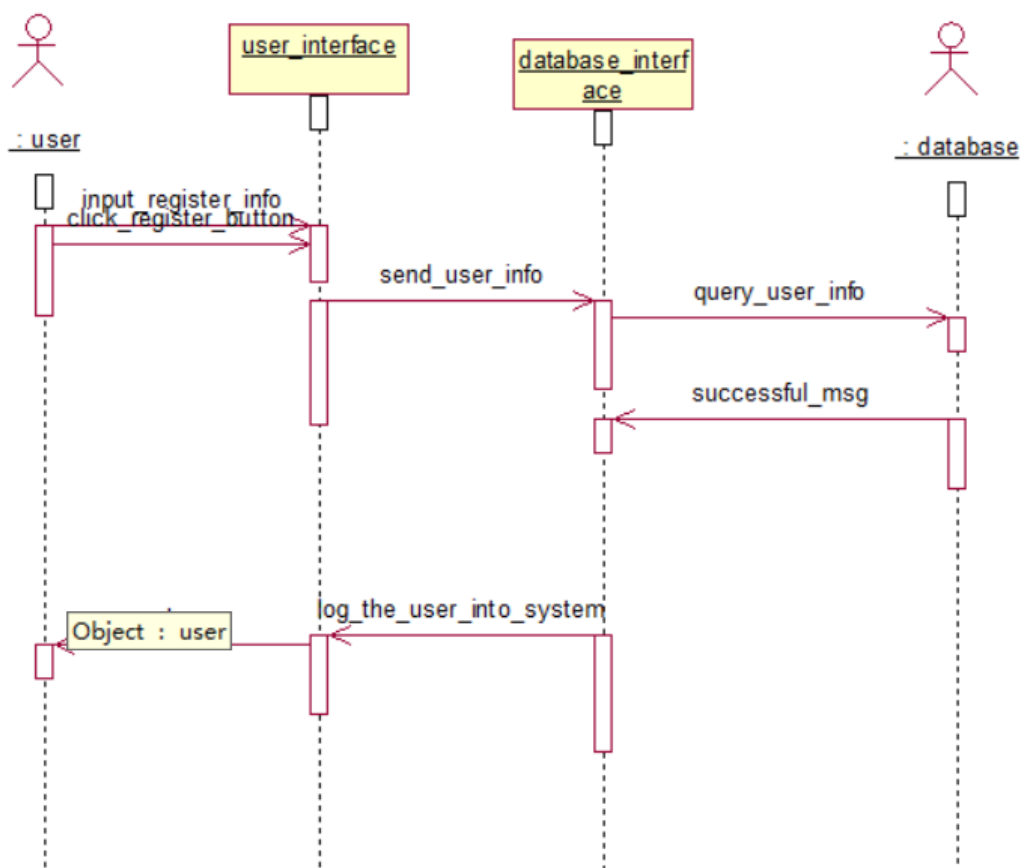 user_interface
database_interf
ace
: user
: database
input_register_info
click_register_button
send_user_info
query_user_info
successful_msg
log_the_user_into_system
Object : user